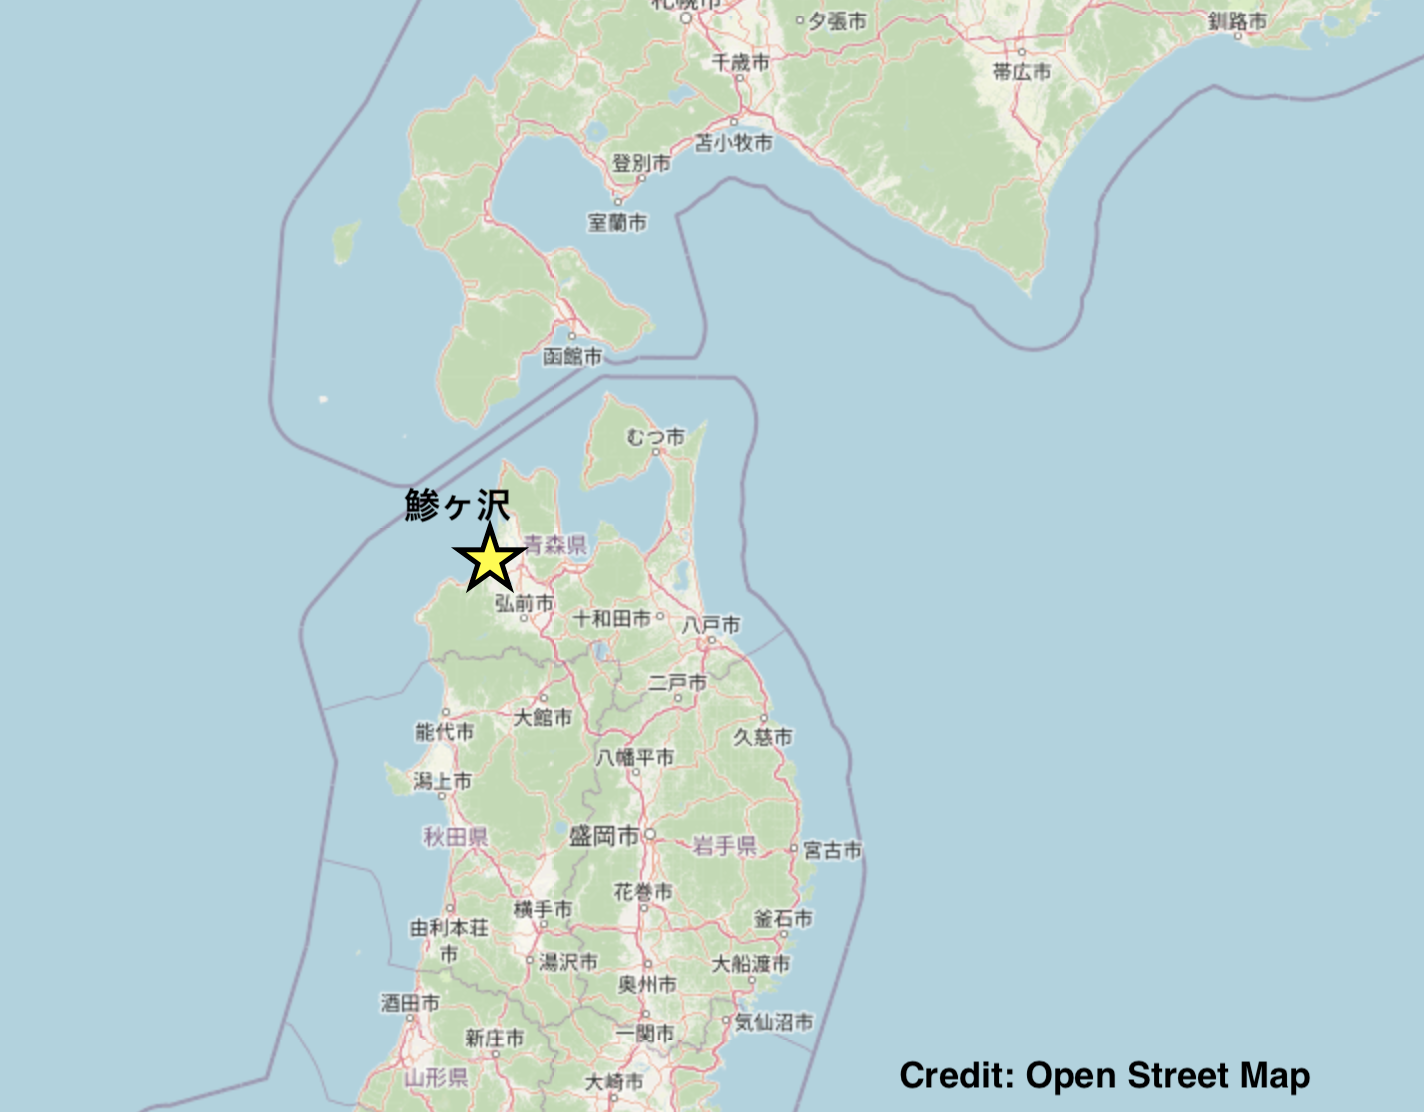 札幌市
夕張市
釧路市
千歳市
帯広市
苫小牧市
登別市
室蘭市
函館市
むつ市
鰺ヶ沢
青森県
弘前市
十和田市
八戸市
二戸市
大館市
能代市
久慈市
八幡平市
潟上市
秋田県
盛岡市
岩手県
宮古市
花巻市
横手市
釜石市
由利本荘
市
湯沢市
大船渡市
奥州市
酒田市
気仙沼市
一関市
新庄市
山形県
大崎市
Credit: Open Street Map